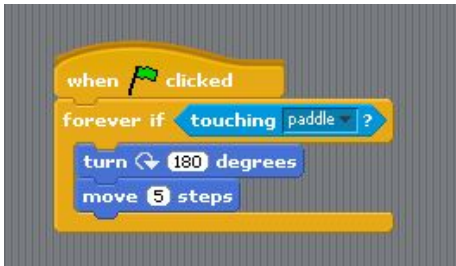 when clicked
forever if touching paddle ?
turn 180 degrees
move 5 steps